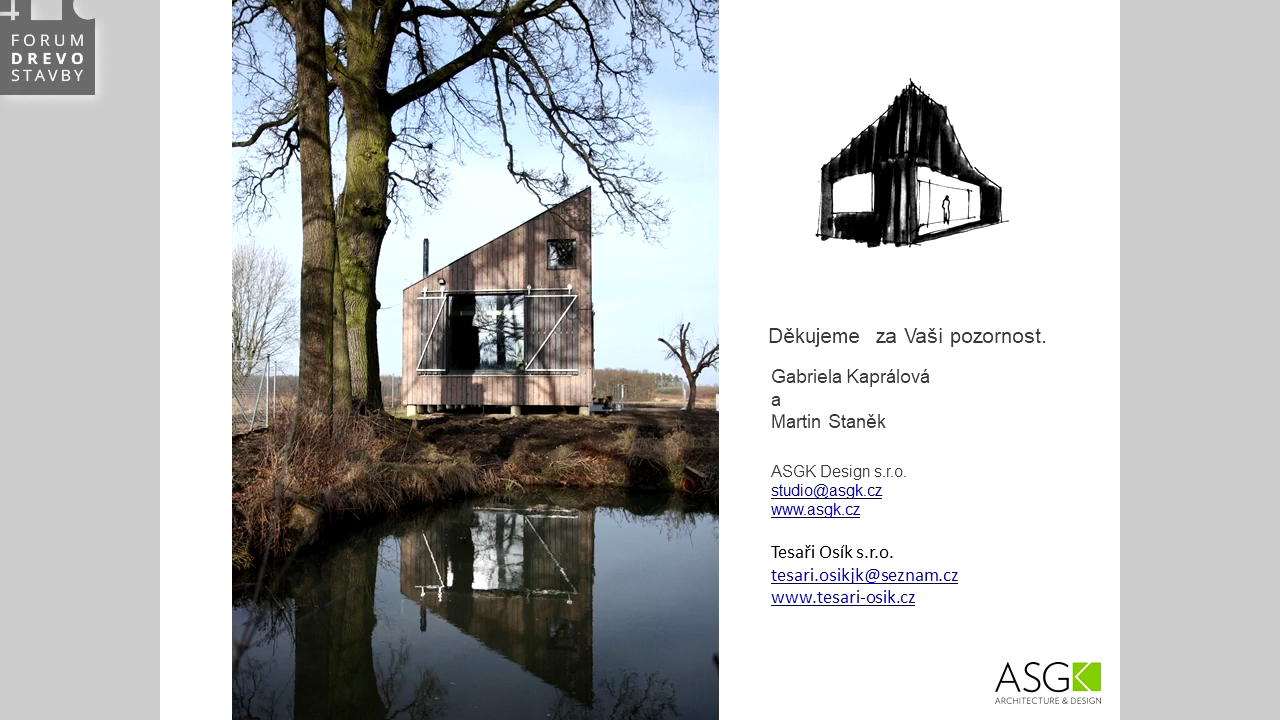 FORUM
DREVO
STAVBY
Děkujeme za Vaši pozornost.
Gabriela Kaprálová
a
Martin Staněk
ASGK Design s.r.o.
studio@asgk.cz
www.asgk.cz
Tesaři Osík s.r.o.
tesari.osikjk@seznam.cz
www.tesari-osik.cz
ASGK
ARCHITECTURE & DESIGN